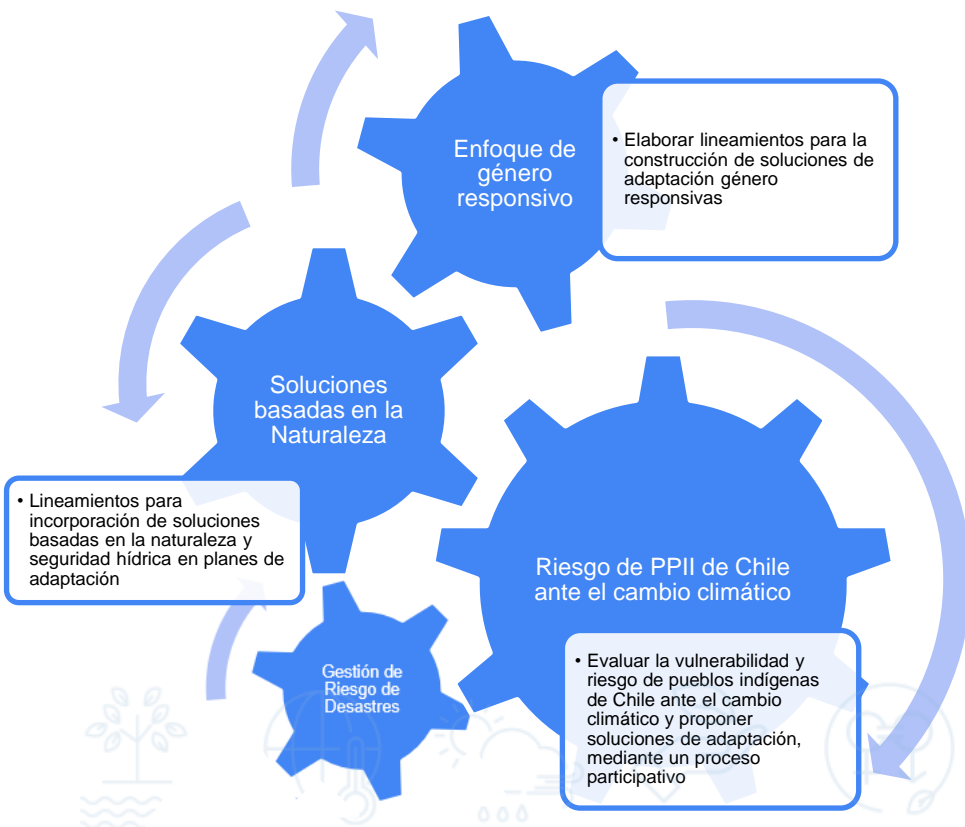 Enfoque de
género
responsivo
• Elaborar lineamientos para la
construcción de soluciones de
adaptación género
responsivas
Soluciones
basadas en la
Naturaleza
• Lineamientos para
incorporación de soluciones
basadas en la naturaleza y
seguridad hídrica en planes de
adaptación
Riesgo de PPII de Chile
ante el cambio climático
• Evaluar la vulnerabilidad y
riesgo de pueblos indígenas
de Chile ante el cambio
climático y proponer
soluciones de adaptación,
mediante un proceso
participativo
Gestión de
Riesgo de
Desastres